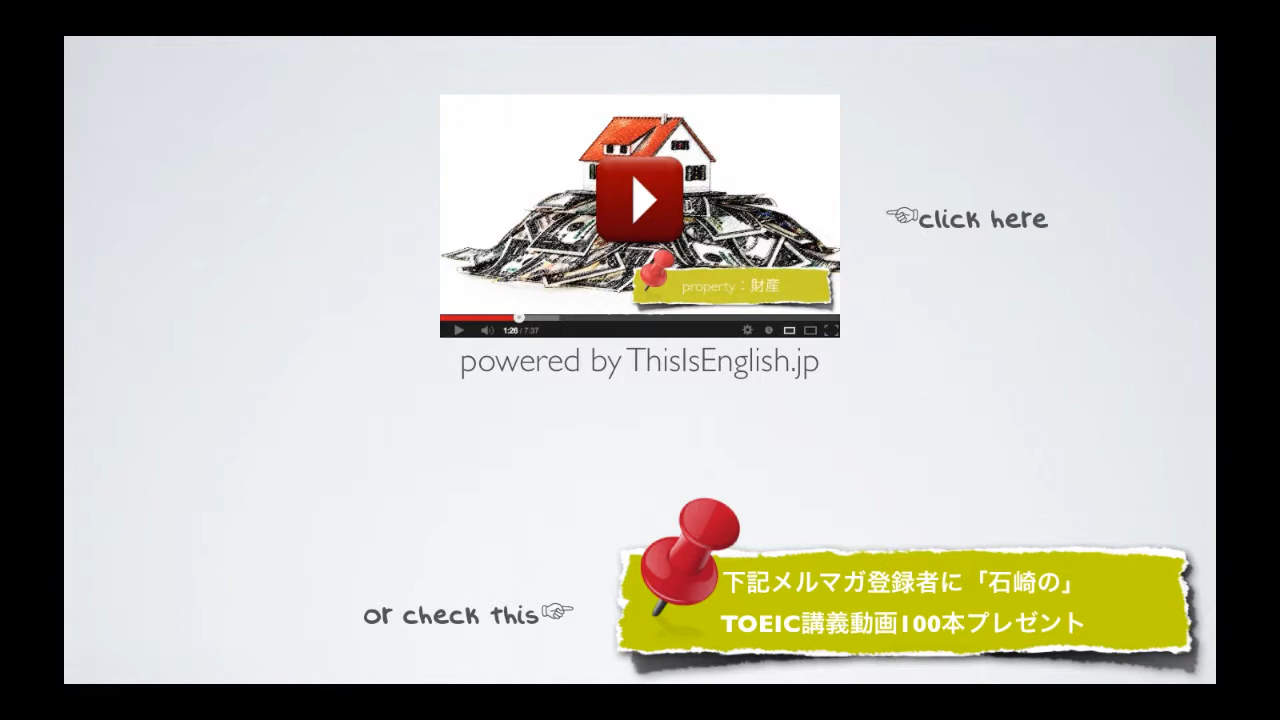 ☜click here
property：財産
1:26 / 7:37
powered by ThisIsEnglish.jp
下記メルマガ登録者に「石崎の」
TOEIC講義動画100本プレゼント
or check this☞